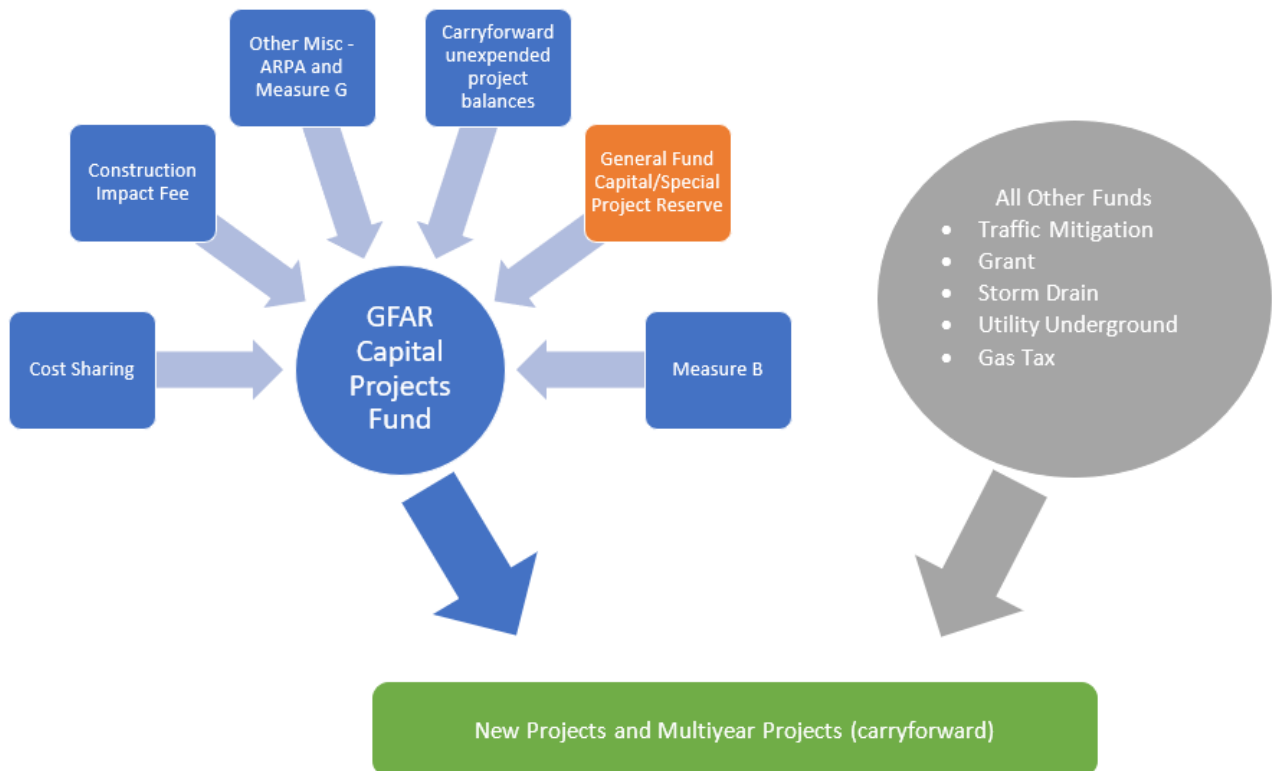 Other Misc -
ARPA and
Measure G
Carryforward
unexpended
project
balances
Construction
Impact Fee
General Fund
Capital/Special
Project Reserve
Cost Sharing
GFAR
Capital
Projects
Fund
Measure B
All Other Funds
• Traffic Mitigation
• Grant
• Storm Drain
• Utility Underground
• Gas Tax
New Projects and Multiyear Projects (carryforward)